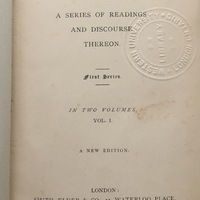 A SERIES OF READINGS
AND DISCOURSE
THEREON
First Series.
IN TWO VOLUMES.
VOL. I.
A NEW EDITION.
LONDON:
SMITH ELDER & CO., WATERLOO PLACE